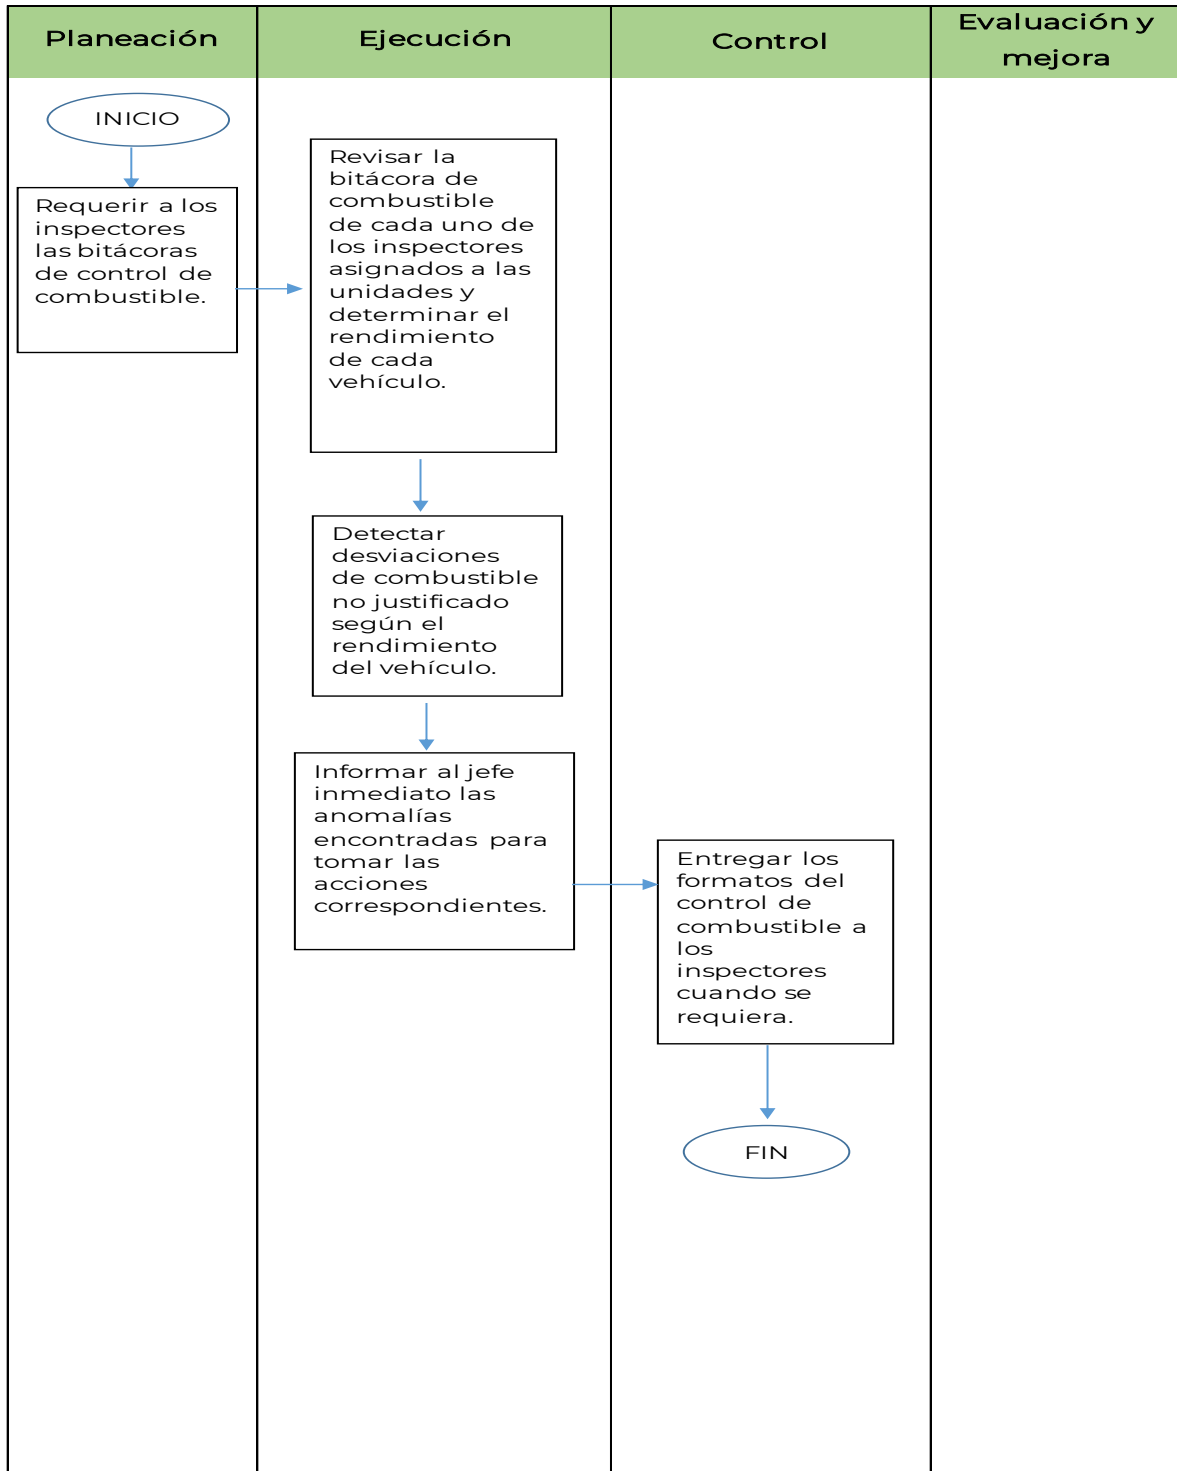 Planeación
Ejecución
Control
Evaluación y
mejora
INICIO
Requerir a los
inspectores
las bitácoras
de control de
combustible.
Revisar la
bitácora de
combustible
de cada uno de
los inspectores
asignados a las
unidades y
determinar el
rendimiento
de cada
vehículo.
Detectar
desviaciones
de combustible
no justificado
según el
rendimiento
del vehículo.
Informar al jefe
inmediato las
anomalías
encontradas para
tomar las
acciones
correspondientes.
Entregar los
formatos del
control de
combustible a
los
inspectores
cuando se
requiera.
FIN